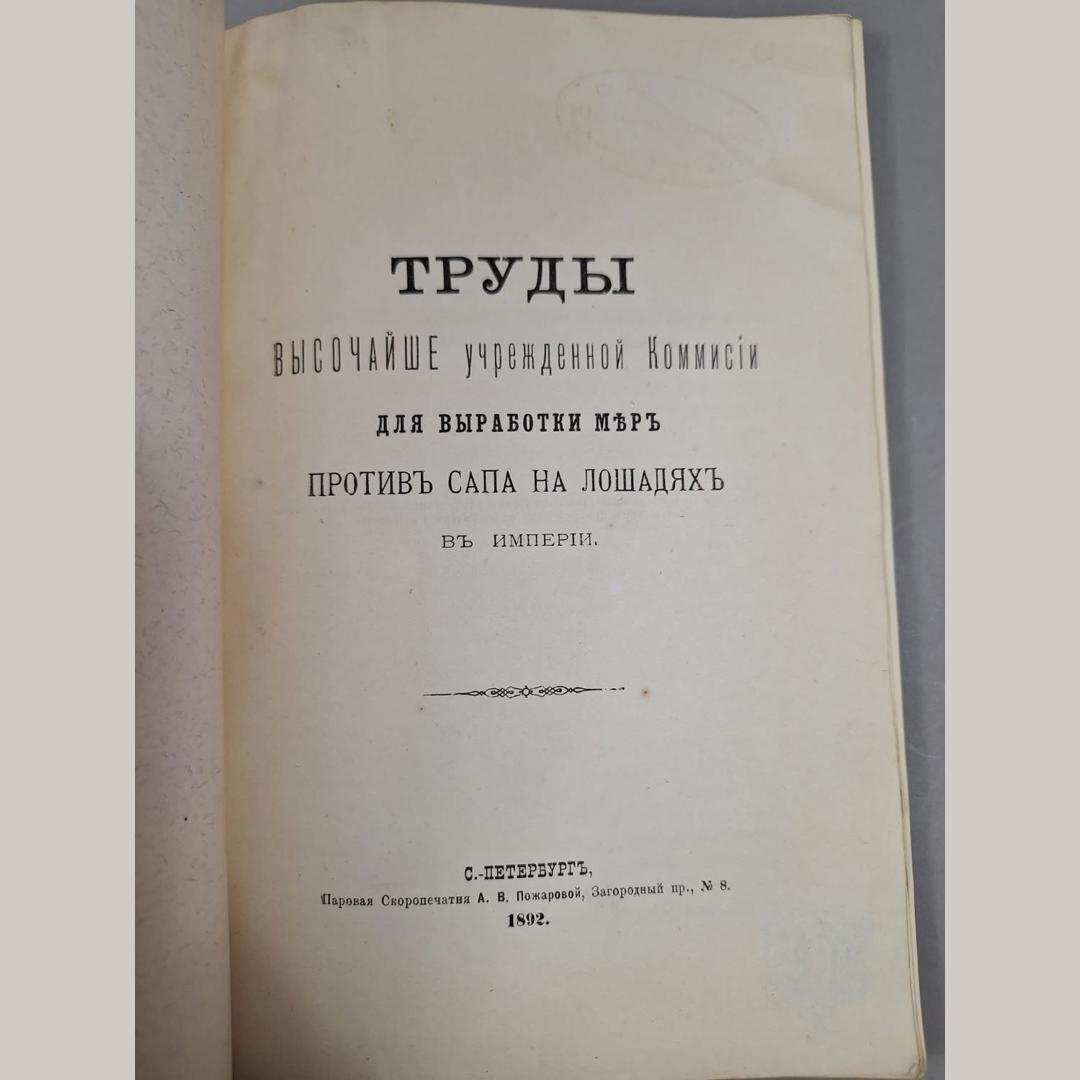 ТРУДЫ
ВЫСОЧАЙШЕ учрежденной Коммисіи
ДЛЯ ВЫРАБОТКИ МѢРЪ
ПРОТИВЪ САПА НА ЛОШАДЯХЪ
ВЪ ИМПЕРІИ.
С.-ПЕТЕРБУРГЪ,
Паровая Скоропечатня А. В. Пожаровой, Загородный пр., № 8.
1892.